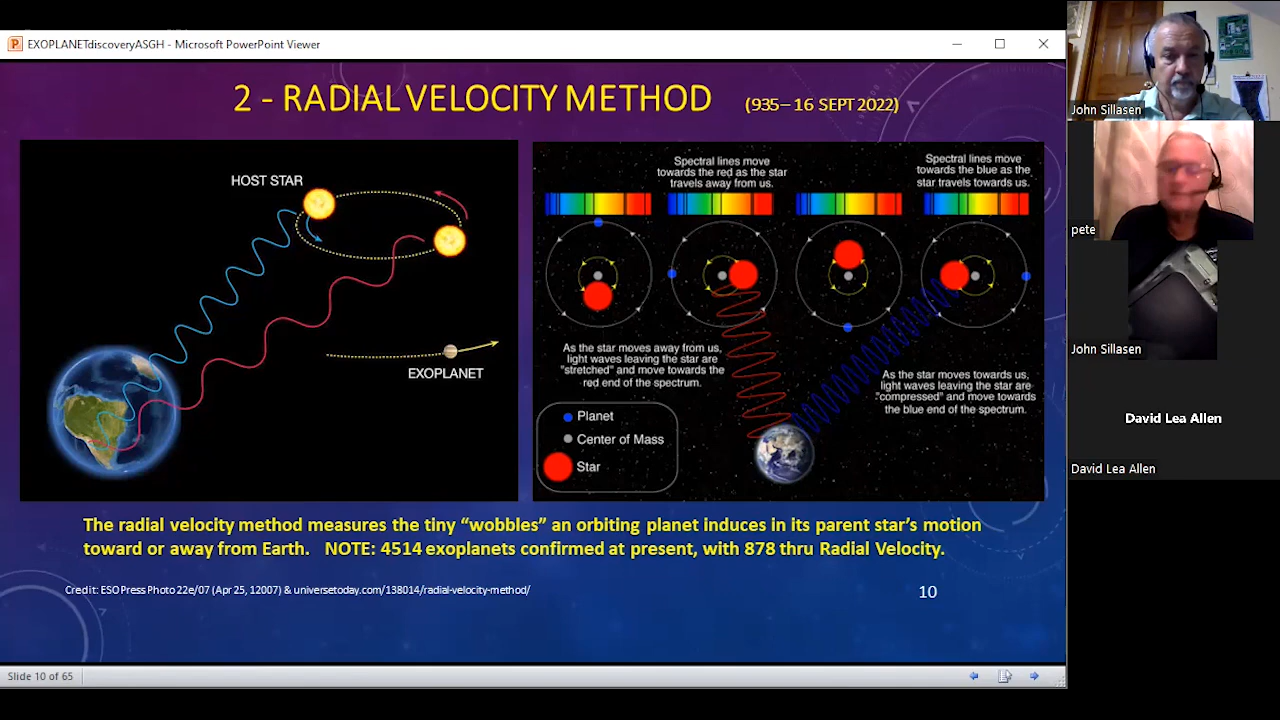 EXOPLANETdiscoveryASGH - Microsoft PowerPoint Viewer
2 - RADIAL VELOCITY METHOD (935– 16 SEPT 2022)
HOST STAR
EXOPLANET
Spectral lines move
towards the red as the star
travels away from us.
Spectral lines move
towards the blue as the
star travels towards us.
As the star moves away from us,
light waves leaving the star are
"stretched" and move towards the
red end of the spectrum.
As the star moves towards us,
light waves leaving the star are
"compressed" and move towards
the blue end of the spectrum.
Planet
Center of Mass
Star
The radial velocity method measures the tiny “wobbles” an orbiting planet induces in its parent star’s motion
toward or away from Earth. NOTE: 4514 exoplanets confirmed at present, with 878 thru Radial Velocity.
Credit: ESO Press Photo 22e/07 (Apr 25, 12007) & universetoday.com/138014/radial-velocity-method/
10
Slide 10 of 65
John Sillasen
pete
John Sillasen
David Lea Allen
David Lea Allen